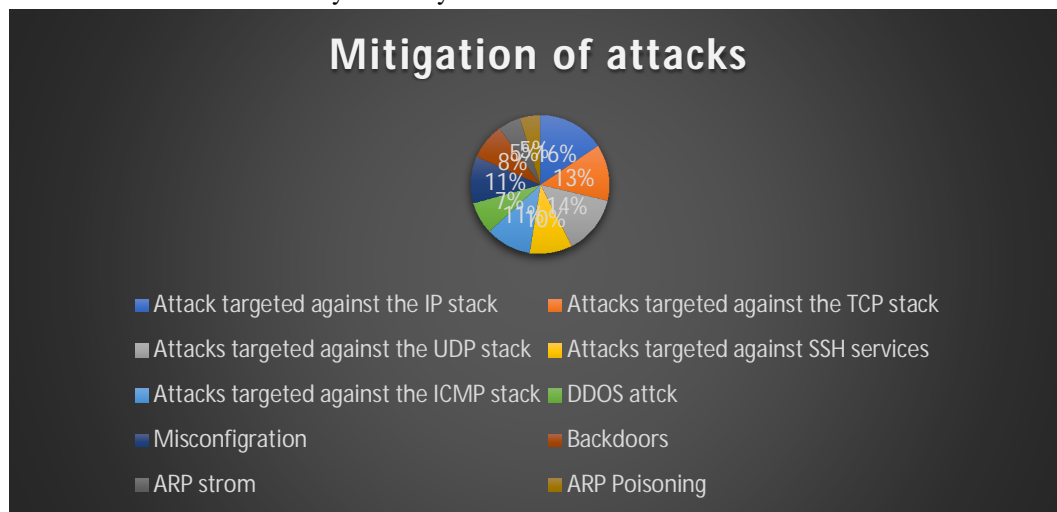 Mitigation of attacks
5% 5% 16%
8% 13%
11% 14%
7% 11% 10%
Attack targeted against the IP stack Attacks targeted against the TCP stack
Attacks targeted against the UDP stack Attacks targeted against SSH services
Attacks targeted against the ICMP stack DDOS attck
Misconfigration Backdoors
ARP strom ARP Poisoning